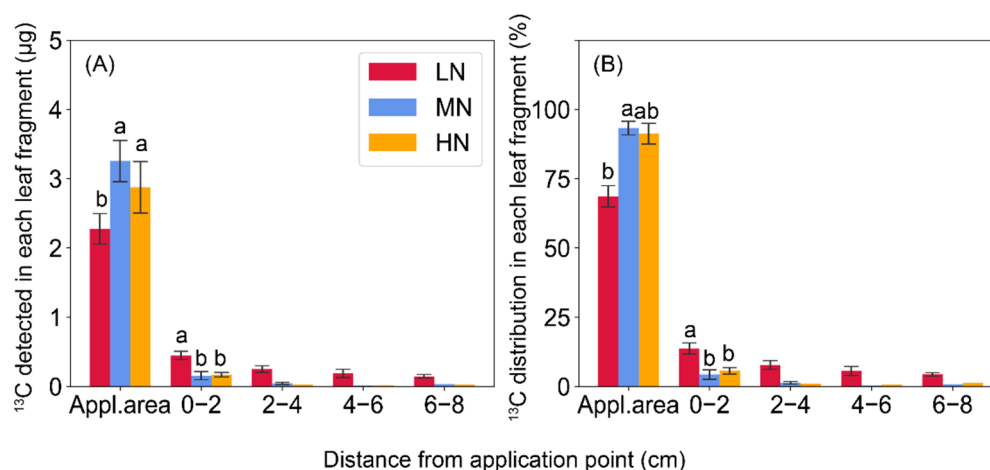 ¹³C detected in each leaf fragment (µg)
5
4
3
2
1
0
(A)
LN
MN
HN
b
a
a
a
b
b
Appl.area
0−2
2−4
4−6
6−8
¹³C distribution in each leaf fragment (%)
100
75
50
25
0
(B)
b
a
ab
a
b
b
Appl.area
0−2
2−4
4−6
6−8
Distance from application point (cm)